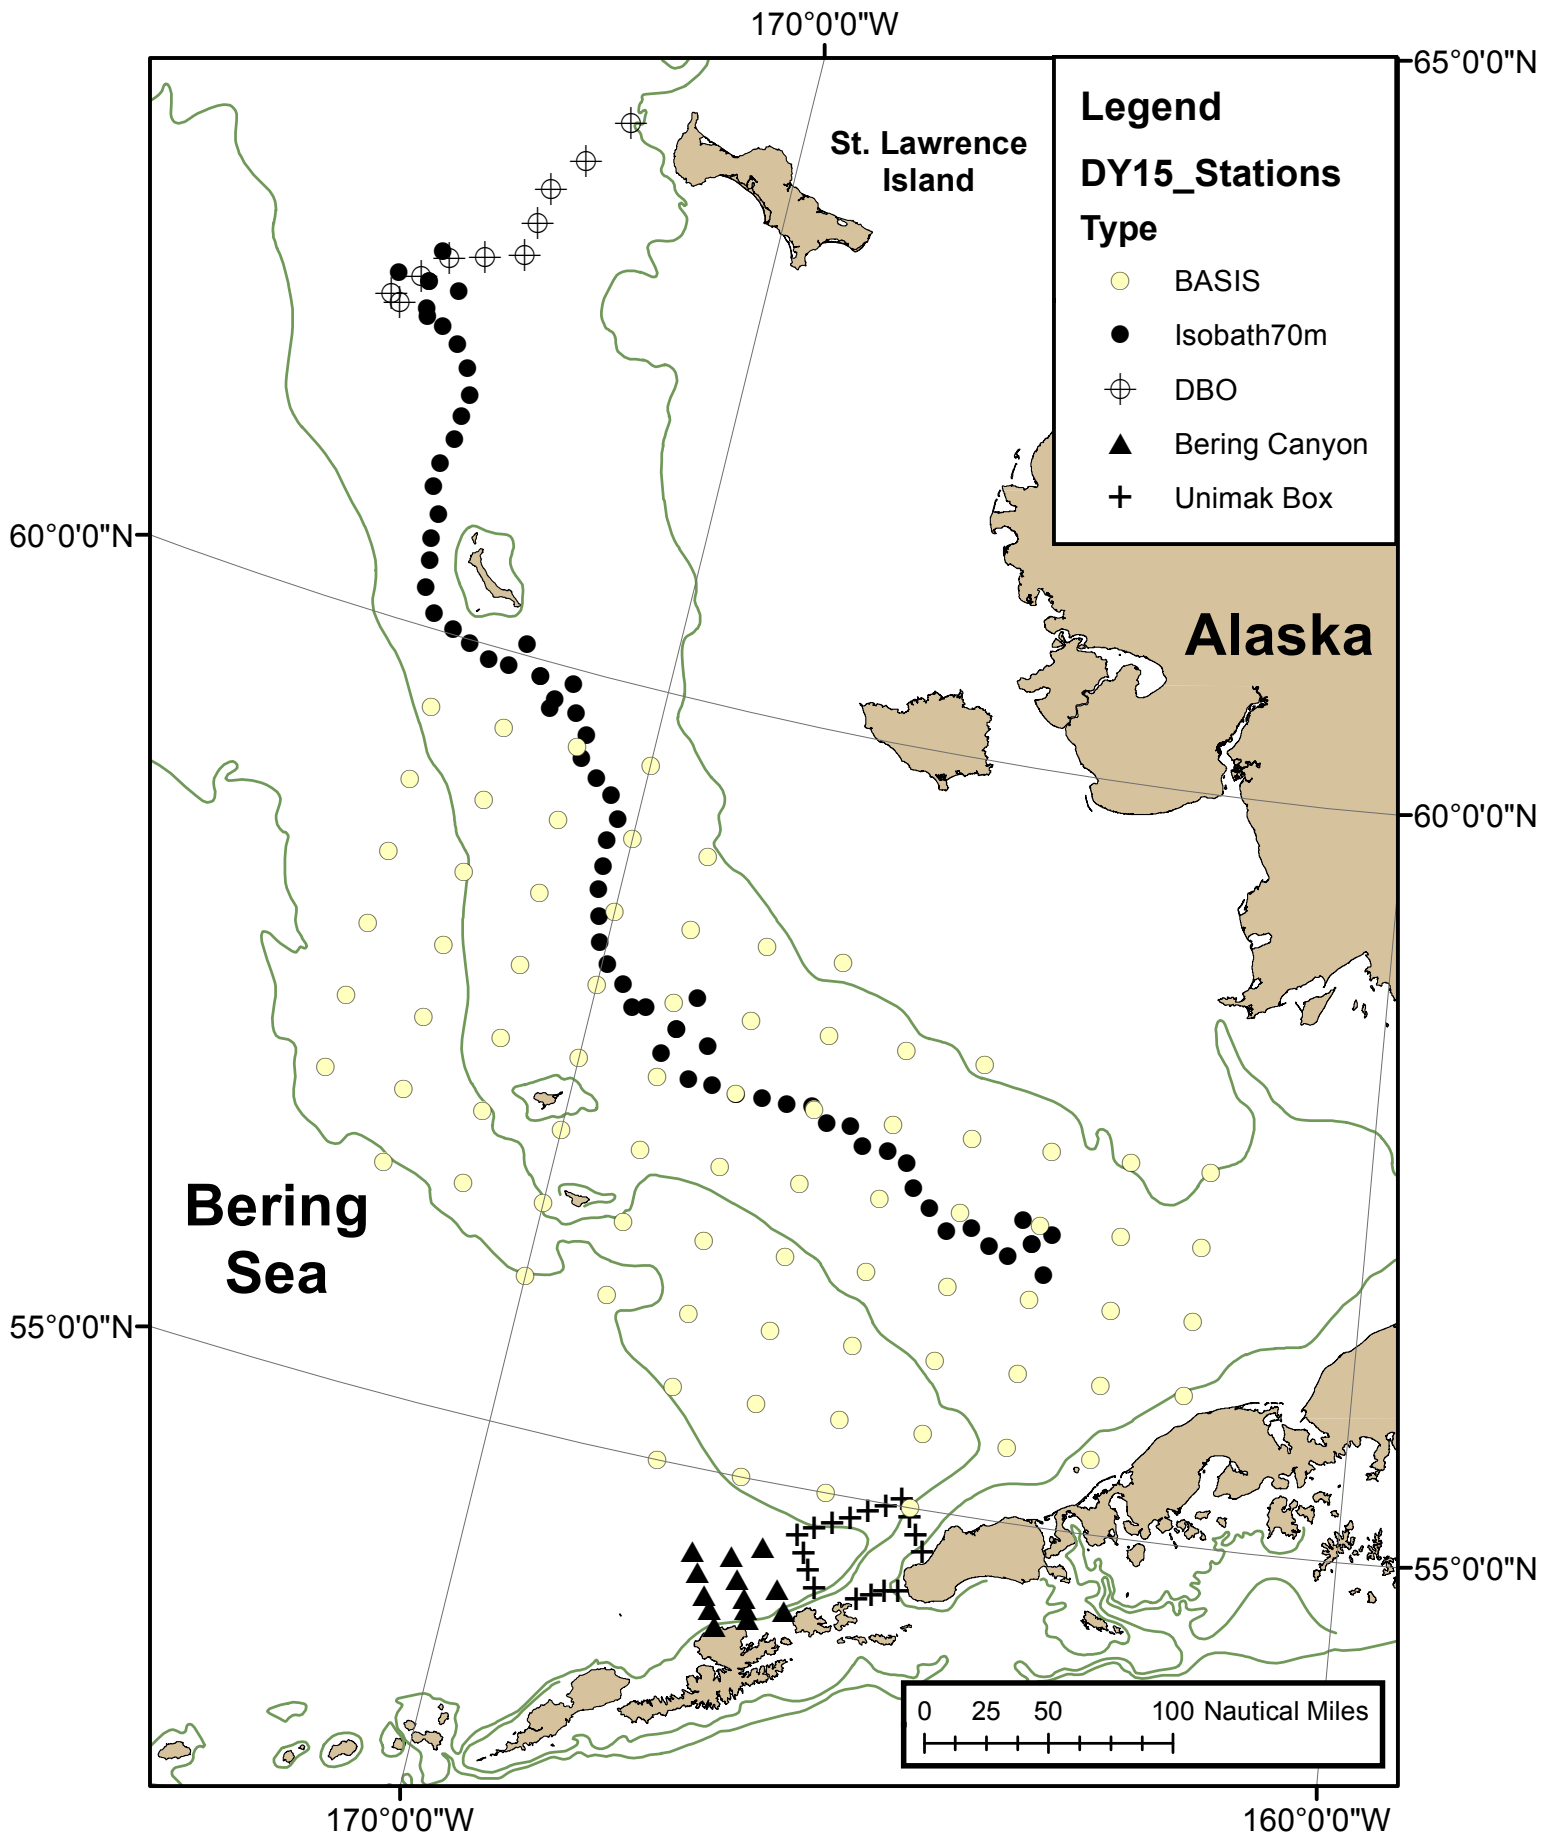 170°0'0"W
65°0'0"N
Legend
DY15_Stations
Type
BASIS
Isobath70m
DBO
Bering Canyon
Unimak Box
St. Lawrence
Island
60°0'0"N
Alaska
60°0'0"N
Bering
Sea
55°0'0"N
55°0'0"N
0 25 50 100 Nautical Miles
170°0'0"W
160°0'0"W